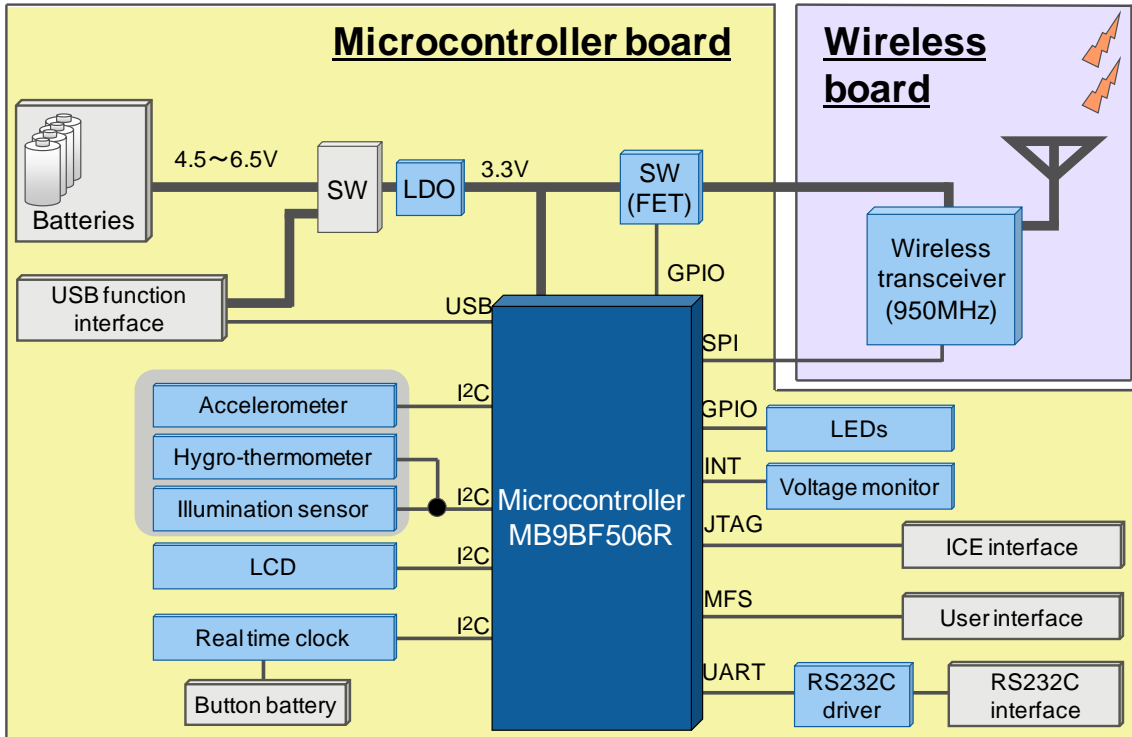 Microcontroller board
Wireless
board
Batteries
4.5～6.5V
SW
LDO
3.3V
SW
(FET)
GPIO
Wireless
transceiver
(950MHz)
USB function
interface
USB
SPI
Accelerometer
I²C
Hygro-thermometer
Illumination sensor
I²C
LCD
I²C
Real time clock
I²C
Button battery
Microcontroller
MB9BF506R
GPIO
LEDs
INT
Voltage monitor
JTAG
ICE interface
MFS
User interface
UART
RS232C
driver
RS232C
interface